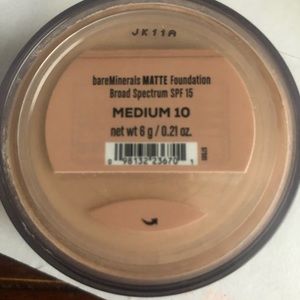 JK11A
bareMinerals MATTE Foundation
Broad Spectrum SPF 15
MEDIUM 10
net wt 6 g / 0.21 oz.
0 98132 23670 1